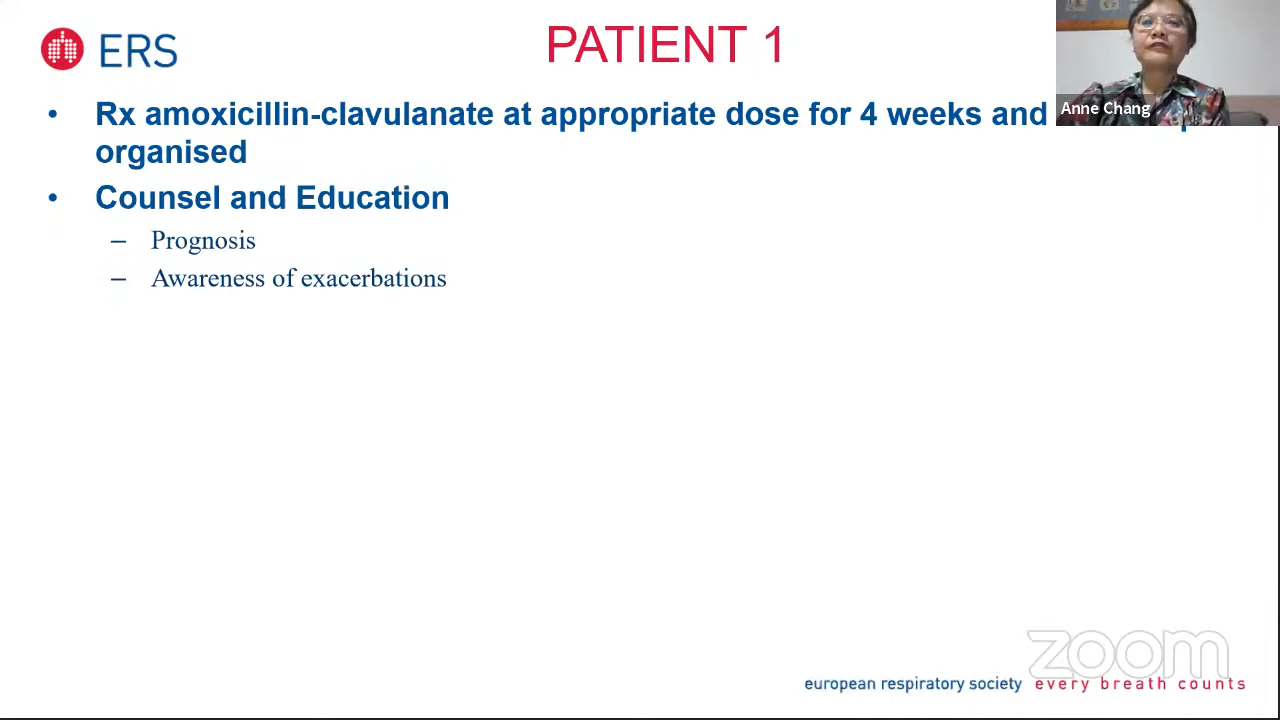 ERS
PATIENT 1
Anne Chang
• Rx amoxicillin-clavulanate at appropriate dose for 4 weeks and
organised
• Counsel and Education
– Prognosis
– Awareness of exacerbations
zoom
european respiratory society every breath counts